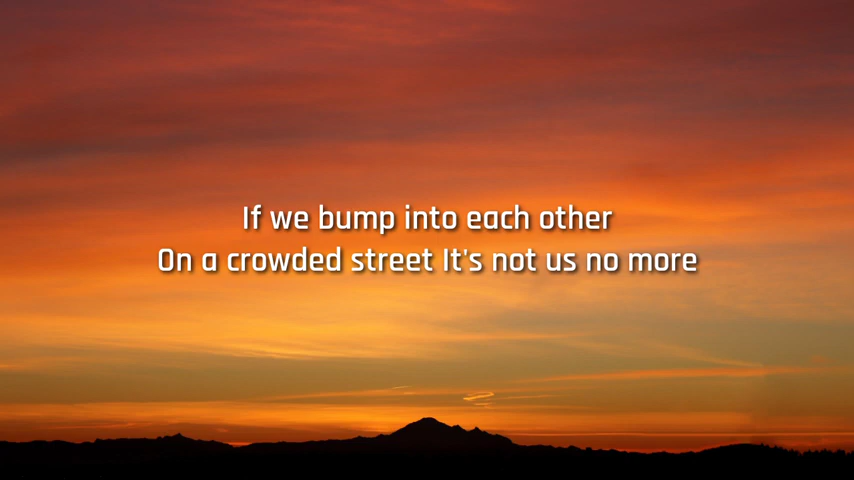 If we bump into each other
On a crowded street It's not us no more